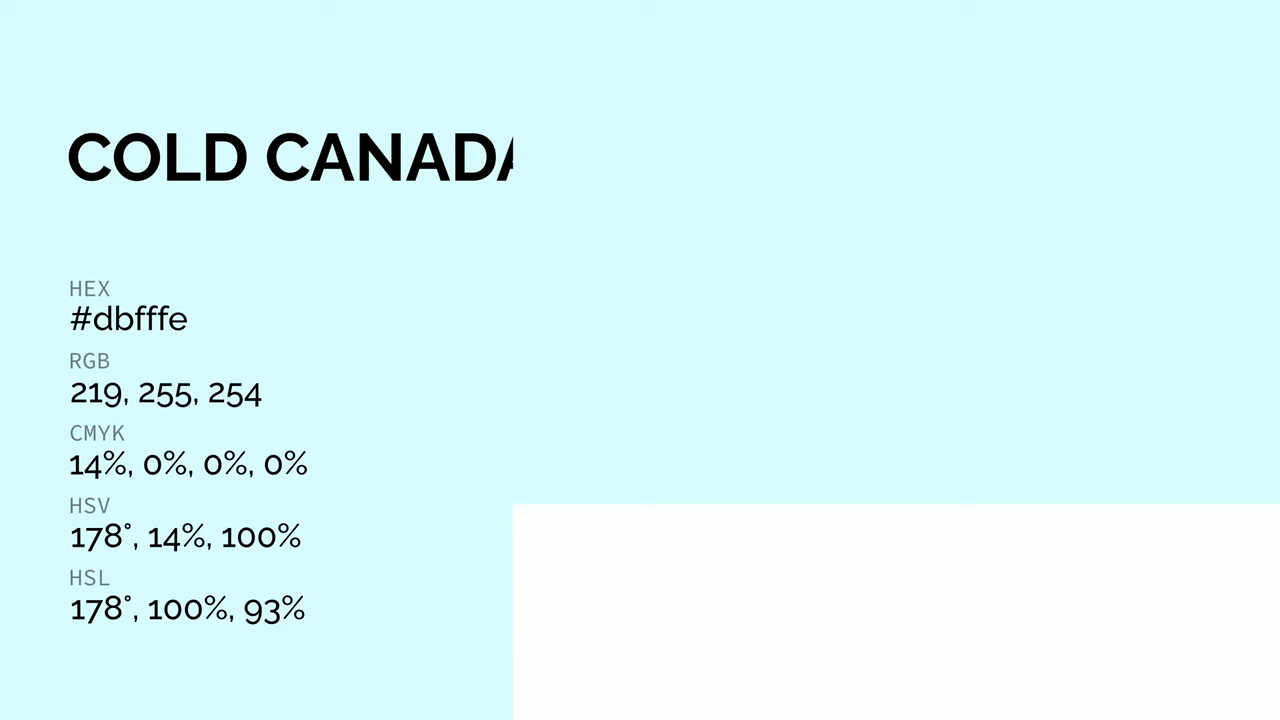 COLD CANADA
HEX
#dbfffe
RGB
219, 255, 254
CMYK
14%, 0%, 0%, 0%
HSV
178°, 14%, 100%
HSL
178°, 100%, 93%